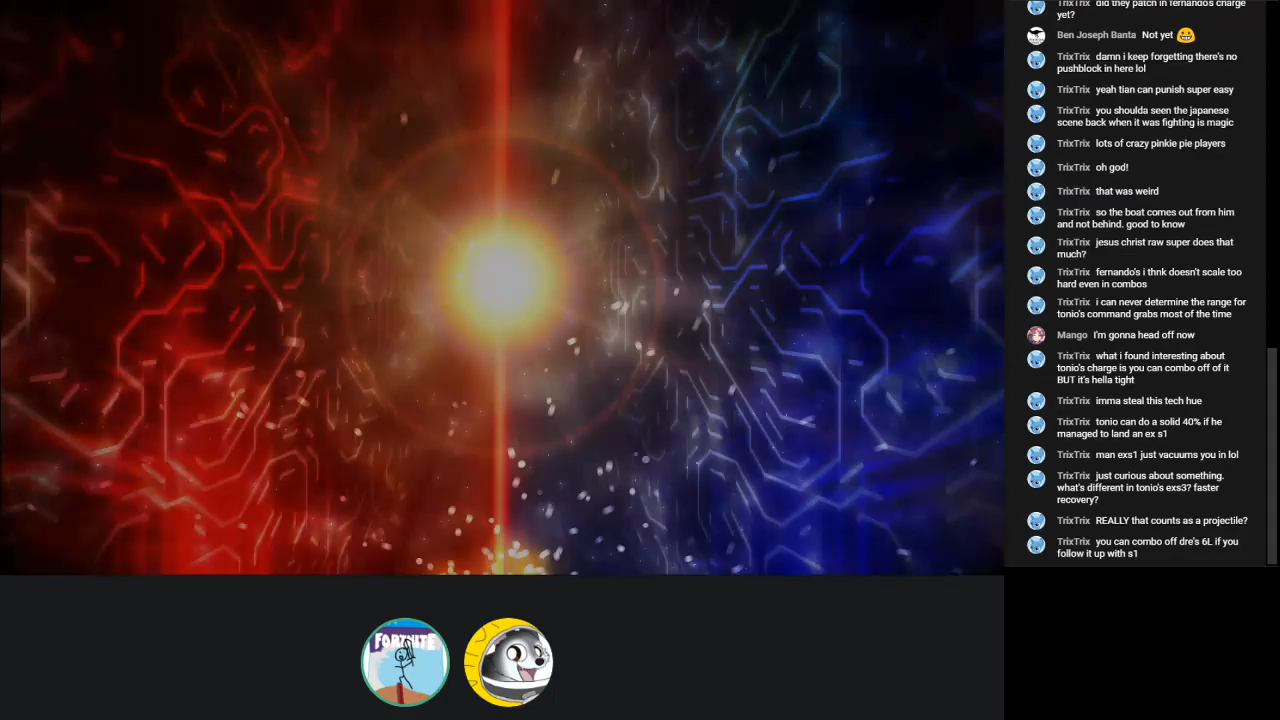 TrixTrix did they patch in fernando's charge
yet?
Ben Joseph Banta Not yet
TrixTrix damn i keep forgetting there's no
pushblock in here lol
TrixTrix yeah tian can punish super easy
TrixTrix you shoulda seen the japanese
scene back when it was fighting is magic
TrixTrix lots of crazy pinkie pie players
TrixTrix oh god!
TrixTrix that was weird
TrixTrix so the boat comes out from him
and not behind. good to know
TrixTrix jesus christ raw super does that
much?
TrixTrix fernando's i thnk doesn't scale too
hard even in combos
TrixTrix i can never determine the range for
tonio's command grabs most of the time
Mango I'm gonna head off now
TrixTrix what i found interesting about
tonio's charge is you can combo off of it
BUT it's hella tight
TrixTrix imma steal this tech hue
TrixTrix tonio can do a solid 40% if he
managed to land an ex s1
TrixTrix man exs1 just vacuums you in lol
TrixTrix just curious about something.
what's different in tonio's exs3? faster
recovery?
TrixTrix REALLY that counts as a projectile?
TrixTrix you can combo off dre's 6L if you
follow it up with s1
FORTNITE